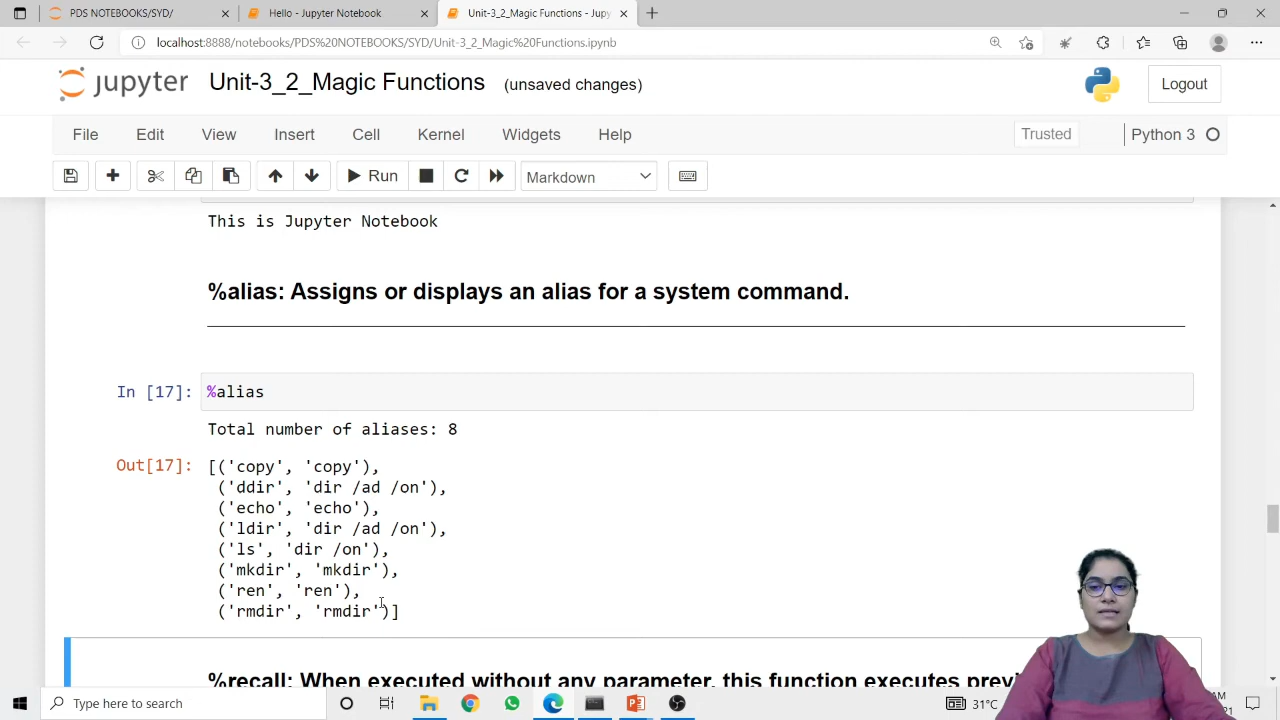 PDS NOTEBOOKS/SYD/
Hello - Jupyter Notebook
Unit-3_2_Magic Functions - Jupy
localhost:8888/notebooks/PDS%20NOTEBOOKS/SYD/Unit-3_2_Magic%20Functions.ipynb
jupyter Unit-3_2_Magic Functions (unsaved changes)
Logout
File Edit View Insert Cell Kernel Widgets Help
Trusted
Python 3
Run
Markdown
This is Jupyter Notebook
%alias: Assigns or displays an alias for a system command.
In [17]: %alias
Total number of aliases: 8
Out[17]: [('copy', 'copy'),
('ddir', 'dir /ad /on'),
('echo', 'echo'),
('ldir', 'dir /ad /on'),
('ls', 'dir /on'),
('mkdir', 'mkdir'),
('ren', 'ren'),
('rmdir', 'rmdir')]
%recall: When executed without any parameter, this function executes
Type here to search
31°C